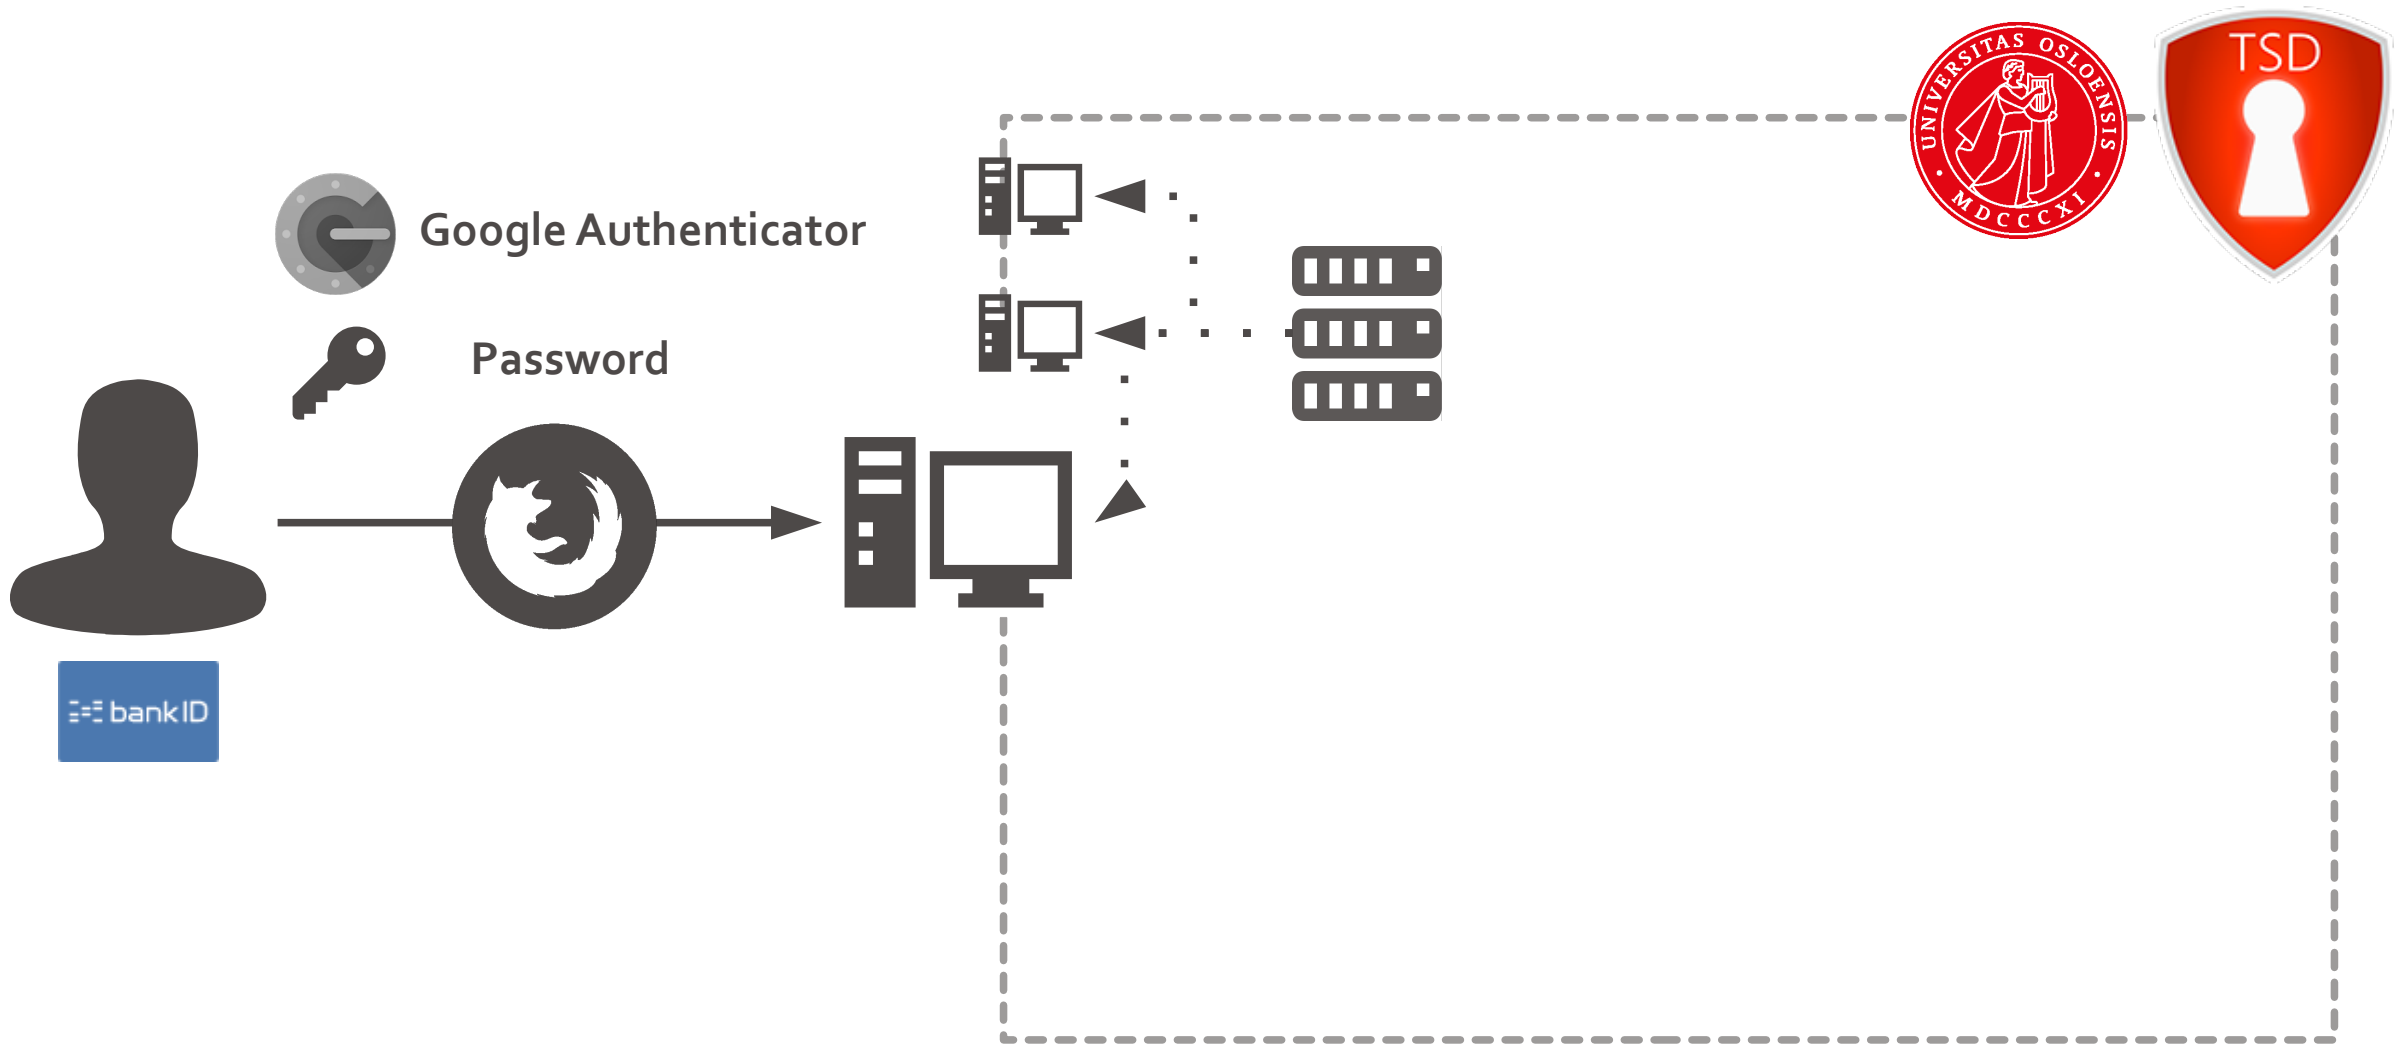 UNIVERSITAS OSLOENSIS
MDCCCXI
TSD
Google Authenticator
Password
bankID